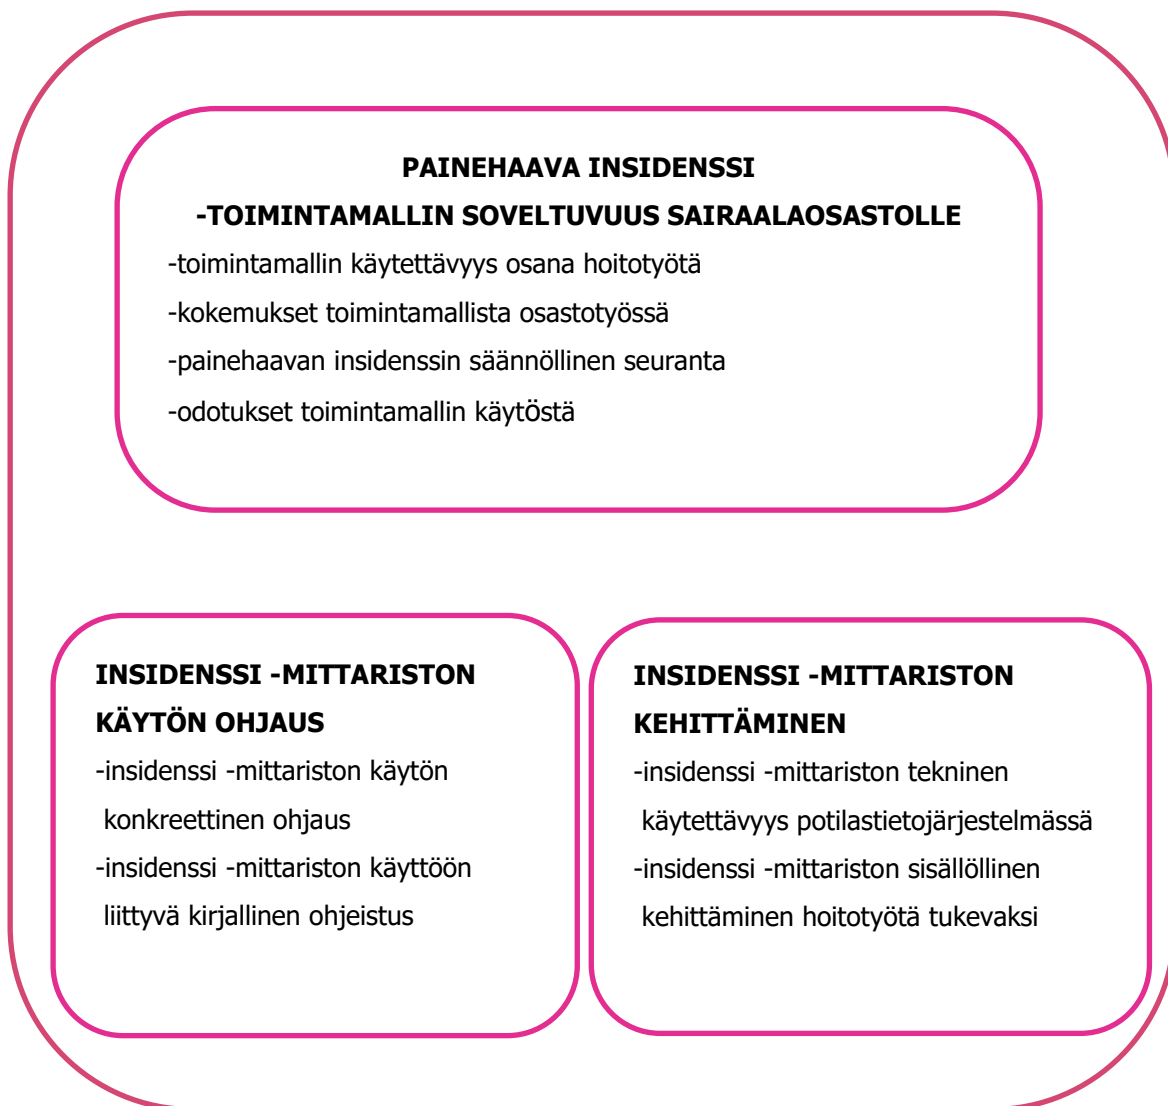 PAINEHAAVA INSIDENSSI
-TOIMINTAMALLIN SOVELTUVUUS SAIRAALAOSASTOLLE
-toimintamallin käytettävyys osana hoitotyötä
-kokemukset toimintamallista osastotyössä
-painehaavan insidenssin säännöllinen seuranta
-odotukset toimintamallin käytöstä
INSIDENSSI -MITTARISTON
KÄYTÖN OHJAUS
-insidenssi -mittariston käytön
konkreettinen ohjaus
-insidenssi -mittariston käyttöön
liittyvä kirjallinen ohjeistus
INSIDENSSI -MITTARISTON
KEHITTÄMINEN
-insidenssi -mittariston tekninen
käytettävyys potilastietojärjestelmässä
-insidenssi -mittariston sisällöllinen
kehittäminen hoitotyötä tukevaksi